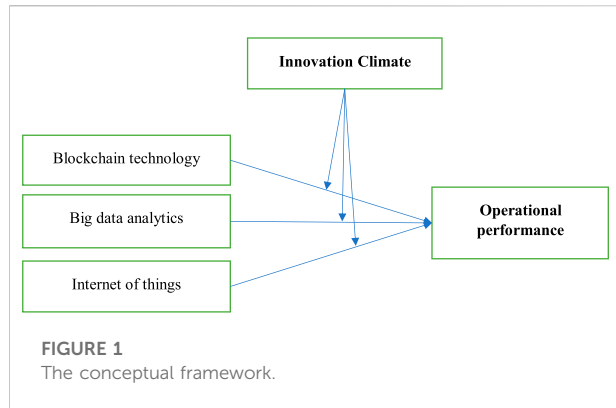 Innovation Climate
Blockchain technology
Big data analytics
Operational
performance
Internet of things
FIGURE 1
The conceptual framework.